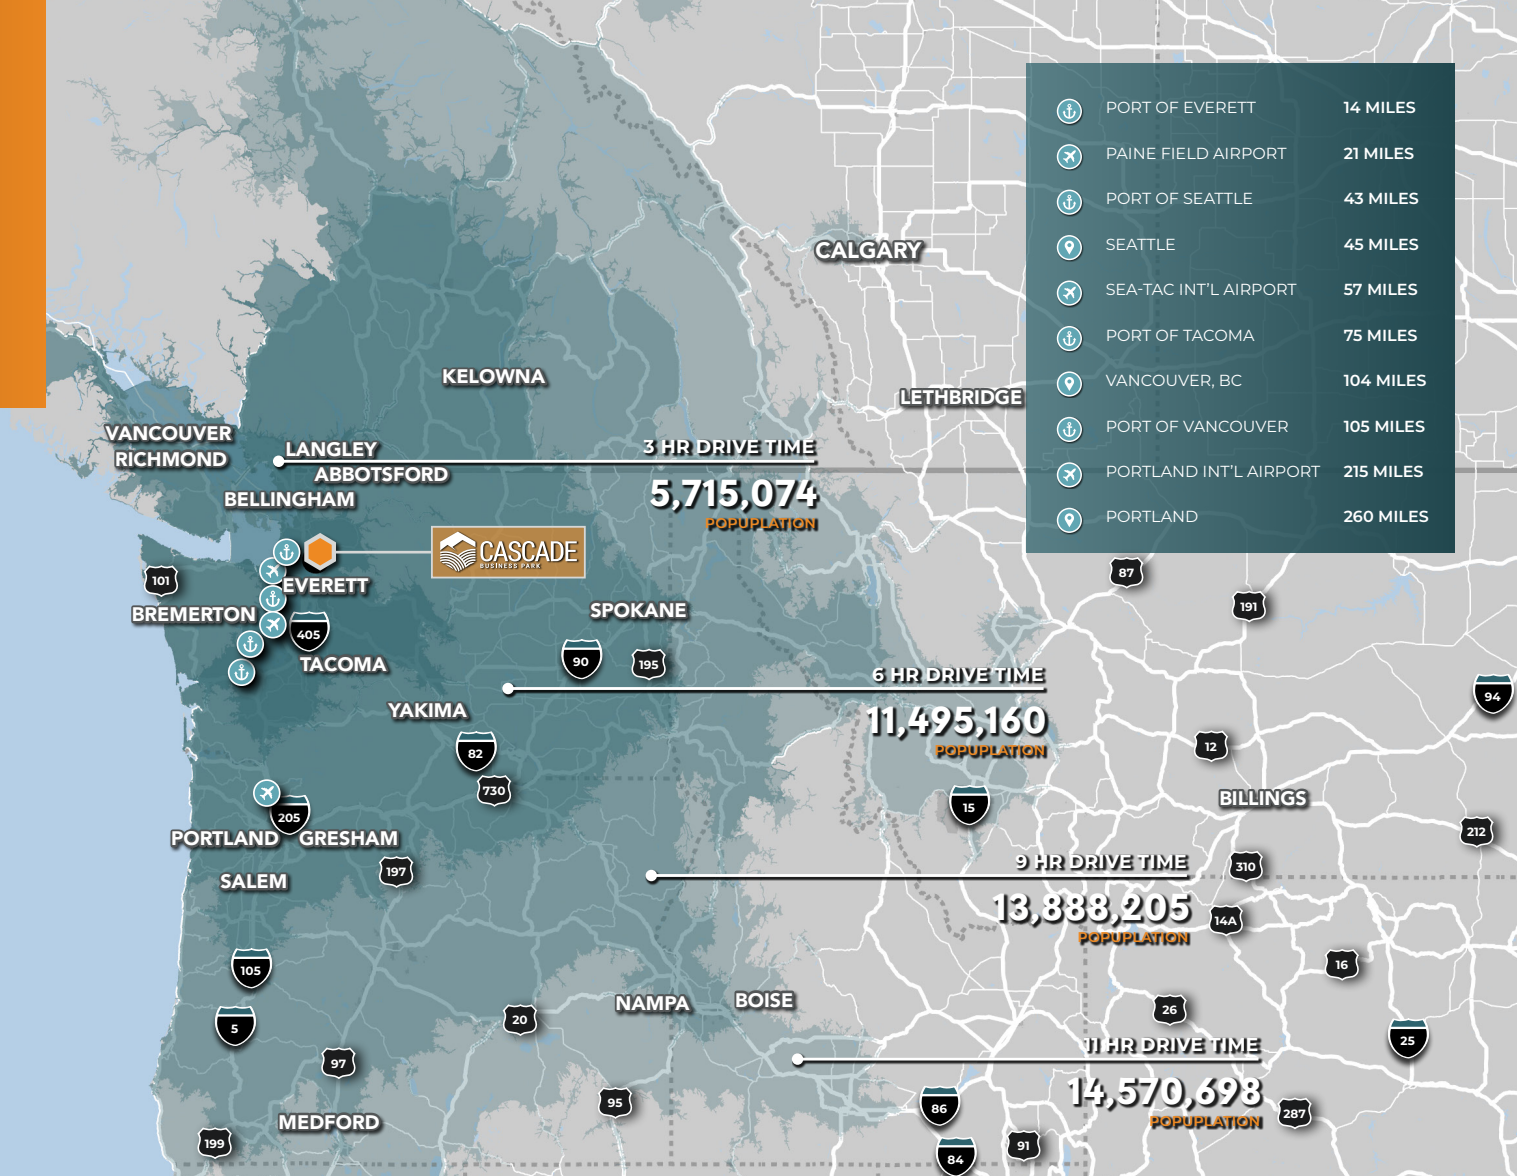 PORT OF EVERETT 14 MILES
PAINE FIELD AIRPORT 21 MILES
PORT OF SEATTLE 43 MILES
SEATTLE 45 MILES
SEA-TAC INT'L AIRPORT 57 MILES
PORT OF TACOMA 75 MILES
VANCOUVER, BC 104 MILES
PORT OF VANCOUVER 105 MILES
PORTLAND INT'L AIRPORT 215 MILES
PORTLAND 260 MILES
CALGARY
KELOWNA
LETHBRIDGE
VANCOUVER
RICHMOND
LANGLEY
ABBOTSFORD
BELLINGHAM
3 HR DRIVE TIME
5,715,074
POPUPLATION
CASCADE
BUSINESS PARK
101
EVERETT
BREMERTON
405
TACOMA
SPOKANE
90
195
87
191
94
6 HR DRIVE TIME
11,495,160
POPUPLATION
YAKIMA
82
730
12
15
BILLINGS
212
205
PORTLAND
GRESHAM
197
SALEM
9 HR DRIVE TIME
13,888,205
POPUPLATION
310
14A
16
105
5
97
20
NAMPA
BOISE
26
25
11 HR DRIVE TIME
14,570,698
POPUPLATION
95
86
287
MEDFORD
199
84
91